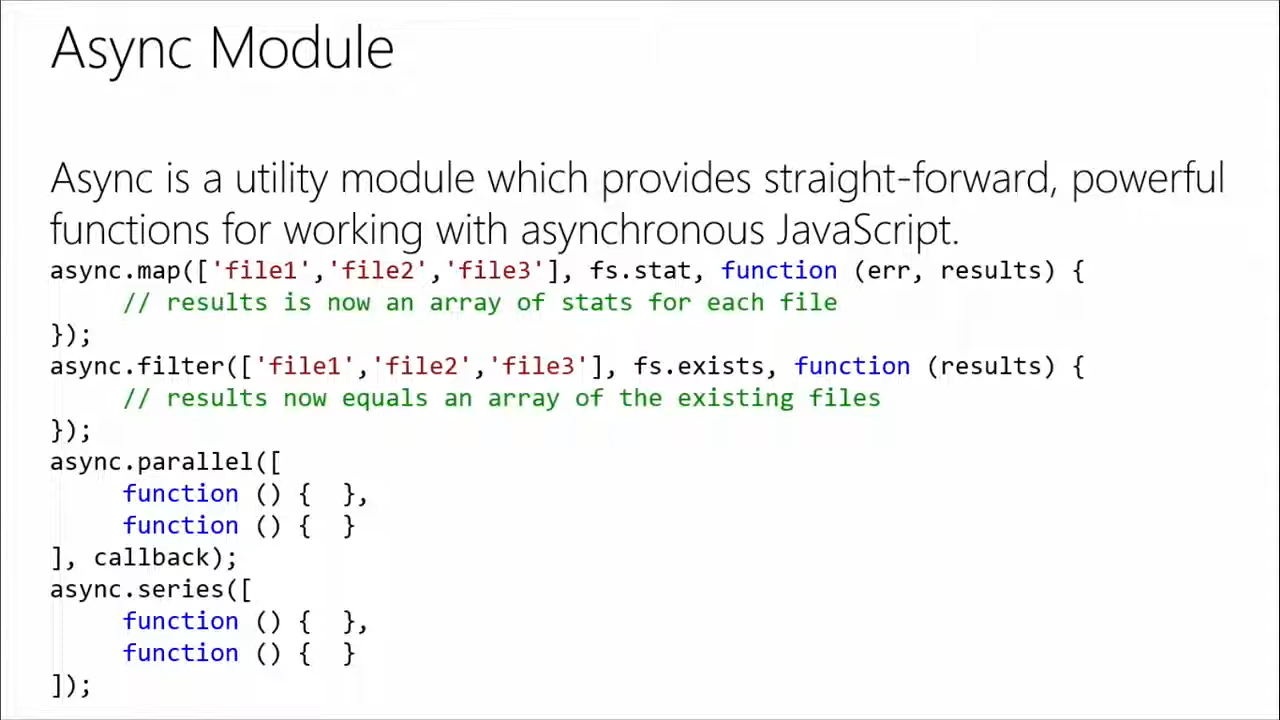 Async Module
Async is a utility module which provides straight-forward, powerful
functions for working with asynchronous JavaScript.
async.map(['file1','file2','file3'], fs.stat, function (err, results) {
     // results is now an array of stats for each file
});
async.filter(['file1','file2','file3'], fs.exists, function (results) {
     // results now equals an array of the existing files
});
async.parallel([
     function () {  },
     function () {  }
], callback);
async.series([
     function () {  },
     function () {  }
]);